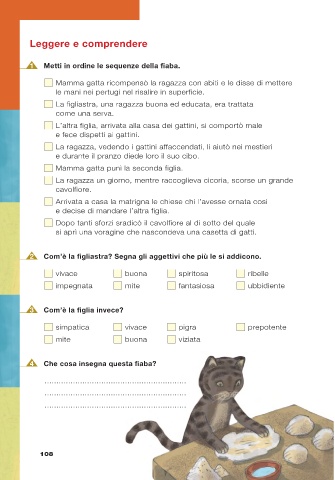 Leggere e comprendere
1 Metti in ordine le sequenze della fiaba.
Mamma gatta ricompensò la ragazza con abiti e le disse di mettere
le mani nei pertugi nel risalire in superficie.
La figliastra, una ragazza buona ed educata, era trattata
come una serva.
L'altra figlia, arrivata alla casa dei gattini, si comportò male
e fece dispetti ai gattini.
La ragazza, vedendo i gattini affaccendati, li aiutò nei mestieri
e durante il pranzo diede loro il suo cibo.
Mamma gatta punì la seconda figlia.
La ragazza un giorno, mentre raccoglieva cicoria, scorse un grande
cavolfiore.
Arrivata a casa la matrigna le chiese chi l'avesse ornata così
e decise di mandare l'altra figlia.
Dopo tanti sforzi sradicò il cavolfiore al di sotto del quale
si aprì una voragine che nascondeva una casetta di gatti.
2 Com'è la figliastra? Segna gli aggettivi che più le si addicono.
vivace buona spiritosa ribelle
impegnata mite fantasiosa ubbidiente
3 Com'è la figlia invece?
simpatica vivace pigra prepotente
mite buona viziata
4 Che cosa insegna questa fiaba?
108